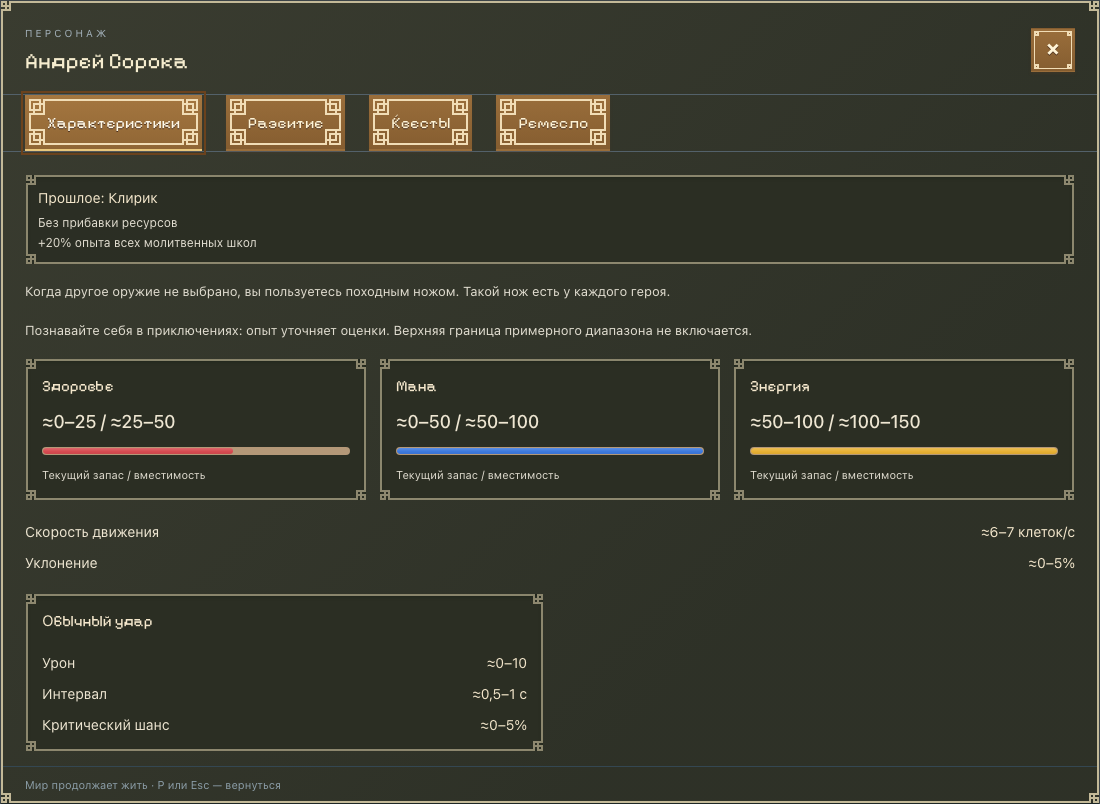 ПЕРСОНАЖ
Андрей Сорока
×
Характеристики
Развитие
Квесты
Ремесло
Прошлое: Клирик
Без прибавки ресурсов
+20% опыта всех молитвенных школ
Когда другое оружие не выбрано, вы пользуетесь походным ножом. Такой нож есть у каждого героя.
Познавайте себя в приключениях: опыт уточняет оценки. Верхняя граница примерного диапазона не включается.
Здоровье
≈0–25 / ≈25–50
Текущий запас / вместимость
Мана
≈0–50 / ≈50–100
Текущий запас / вместимость
Энергия
≈50–100 / ≈100–150
Текущий запас / вместимость
Скорость движения ≈6–7 клеток/с
Уклонение ≈0–5%
Обычный удар
Урон ≈0–10
Интервал ≈0,5–1 с
Критический шанс ≈0–5%
Мир продолжает жить · P или Esc — вернуться